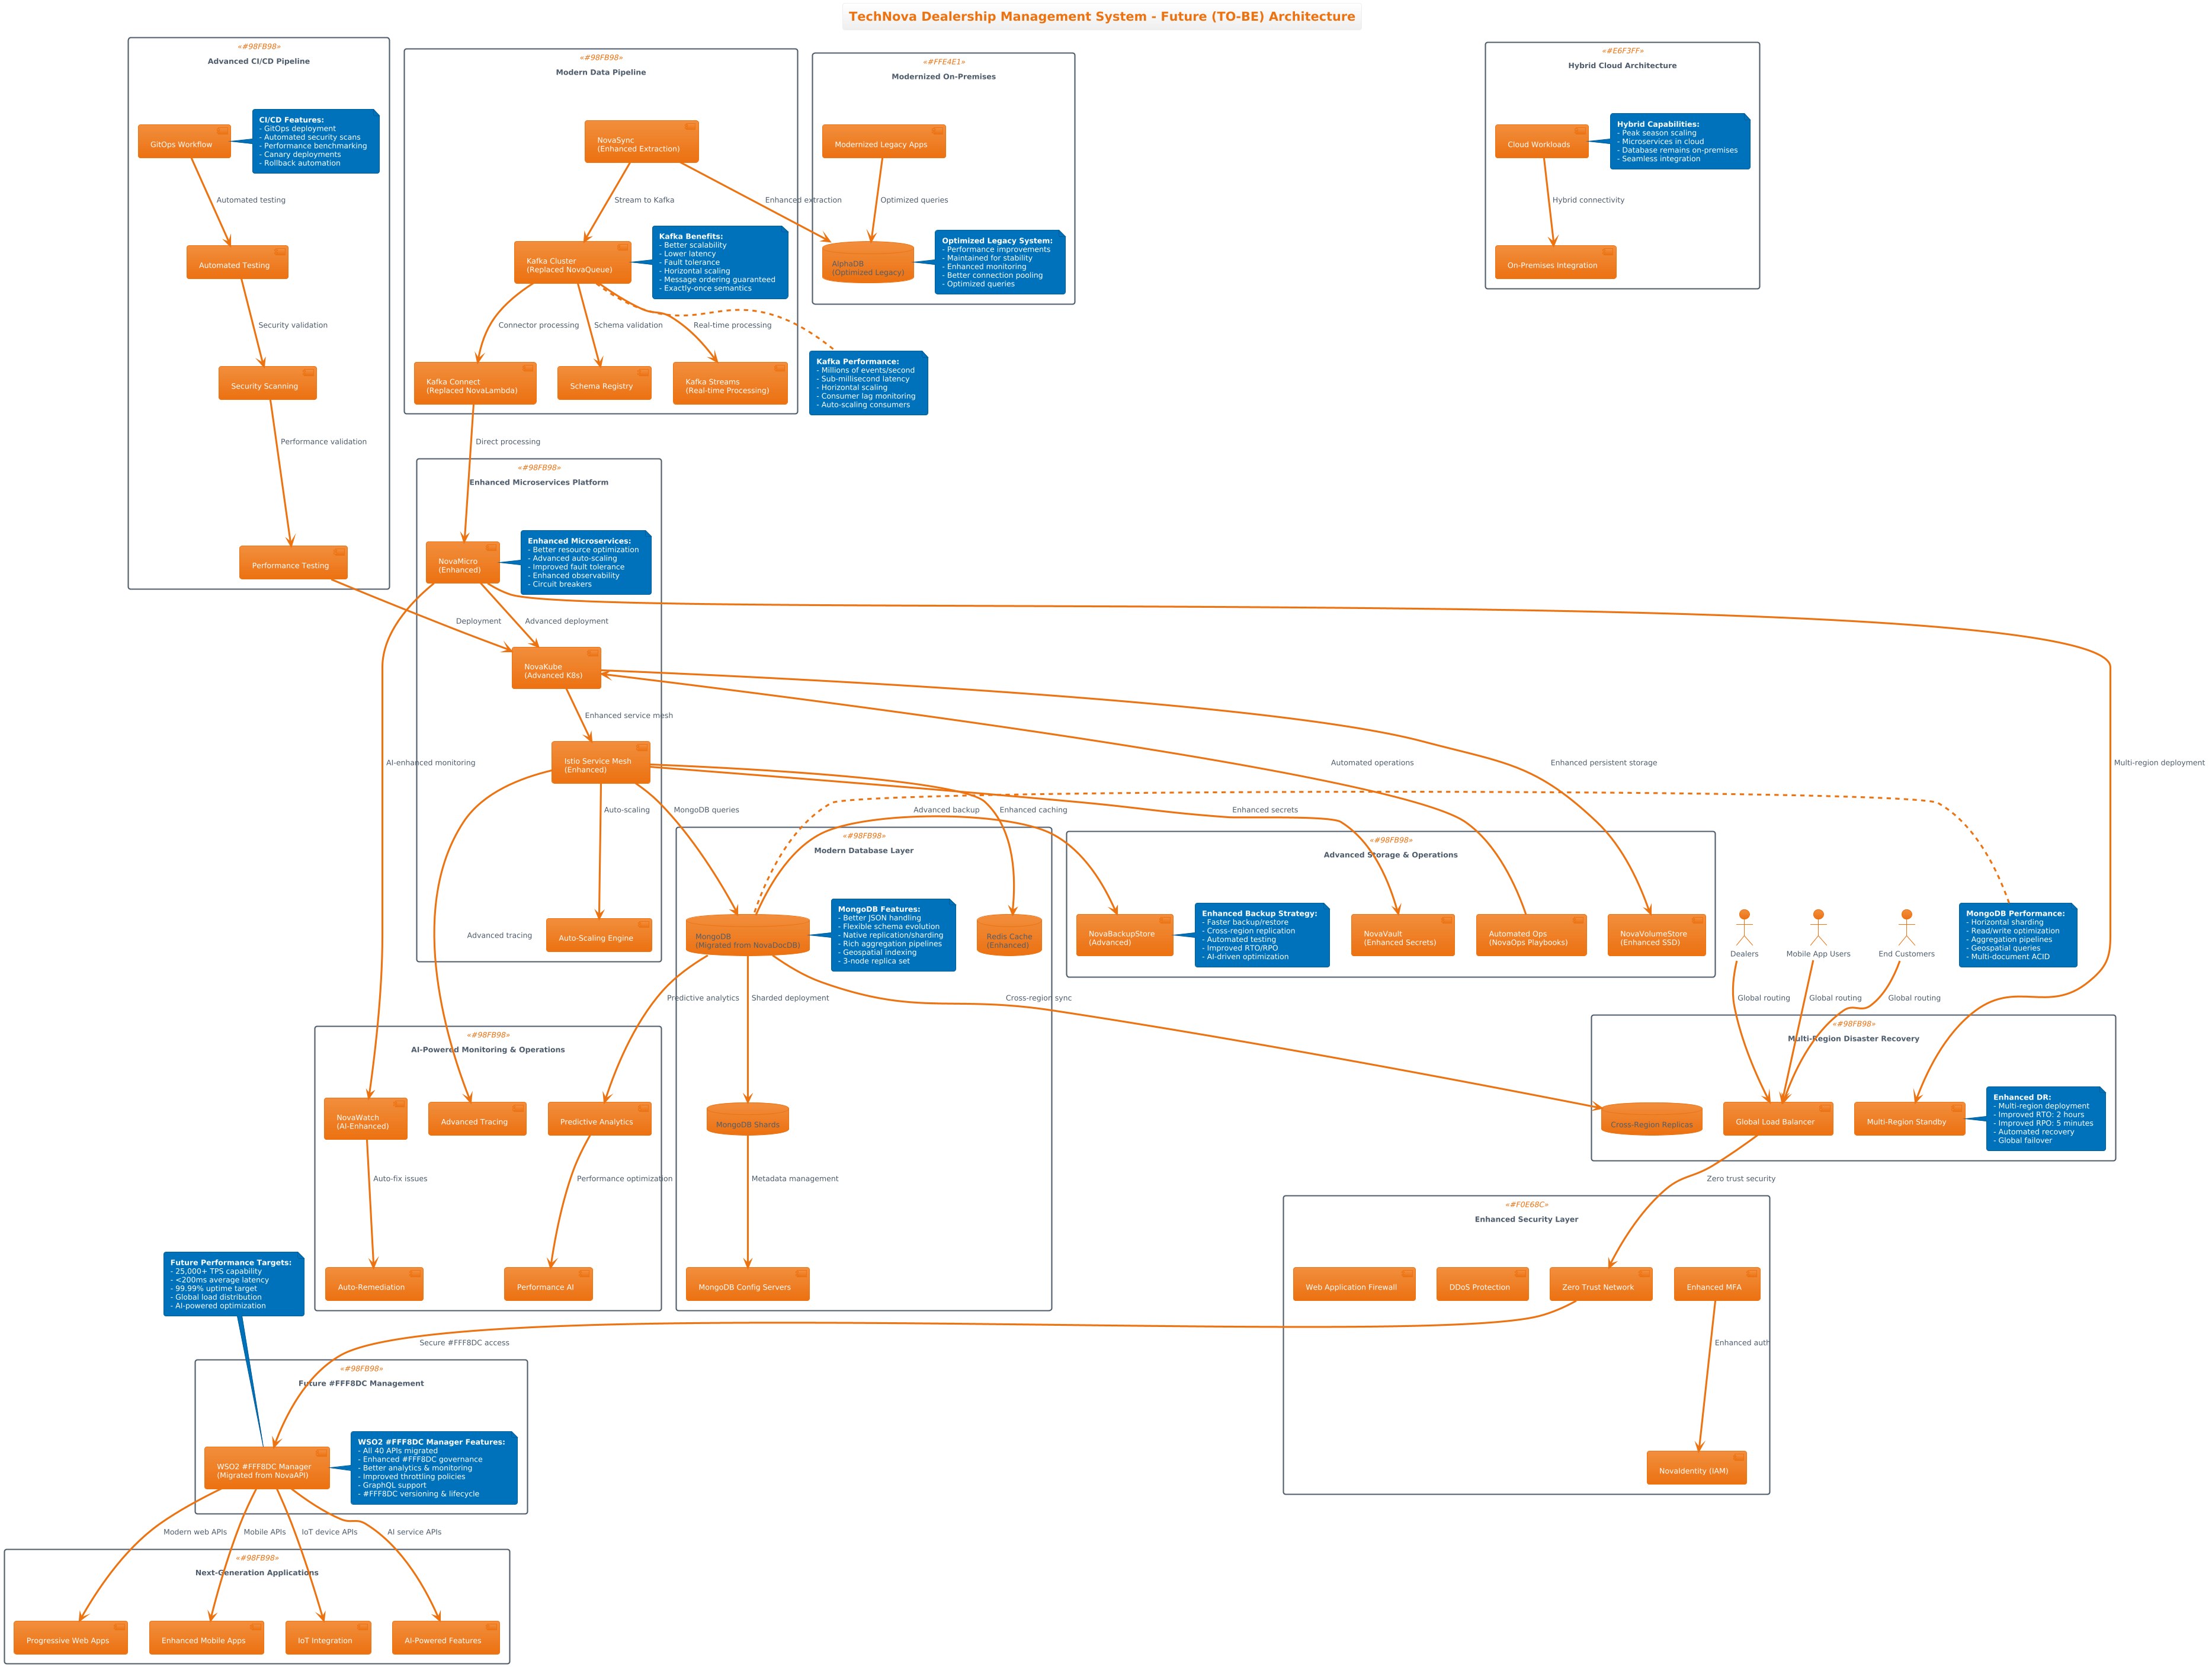 TechNova Dealership Management System - Future (TO-BE) Architecture
«#98FB98»
Advanced CI/CD Pipeline
GitOps Workflow
CI/CD Features:
- GitOps deployment
- Automated security scans
- Performance benchmarking
- Canary deployments
- Rollback automation
Automated testing
Automated Testing
Security validation
Security Scanning
Performance validation
Performance Testing
«#98FB98»
Modern Data Pipeline
NovaSync
(Enhanced Extraction)
Stream to Kafka
Enhanced extraction
Kafka Cluster
(Replaced NovaQueue)
Kafka Benefits:
- Better scalability
- Lower latency
- Fault tolerance
- Horizontal scaling
- Message ordering guaranteed
- Exactly-once semantics
Connector processing
Schema validation
Real-time processing
Kafka Connect
(Replaced NovaLambda)
Schema Registry
Kafka Streams
(Real-time Processing)
«#FFE4E1»
Modernized On-Premises
Modernized Legacy Apps
Optimized queries
AlphaDB
(Optimized Legacy)
Optimized Legacy System:
- Performance improvements
- Maintained for stability
- Enhanced monitoring
- Better connection pooling
- Optimized queries
Kafka Performance:
- Millions of events/second
- Sub-millisecond latency
- Horizontal scaling
- Consumer lag monitoring
- Auto-scaling consumers
«#E6F3FF»
Hybrid Cloud Architecture
Cloud Workloads
Hybrid Capabilities:
- Peak season scaling
- Microservices in cloud
- Database remains on-premises
- Seamless integration
Hybrid connectivity
On-Premises Integration
Direct processing
«#98FB98»
Enhanced Microservices Platform
NovaMicro
(Enhanced)
Enhanced Microservices:
- Better resource optimization
- Advanced auto-scaling
- Improved fault tolerance
- Enhanced observability
- Circuit breakers
Deployment
Advanced deployment
NovaKube
(Advanced K8s)
Enhanced service mesh
Istio Service Mesh
(Enhanced)
AI-enhanced monitoring
Automated operations
Enhanced persistent storage
Multi-region deployment
Auto-scaling
MongoDB queries
Advanced backup
Enhanced caching
Enhanced secrets
Advanced tracing
Auto-Scaling Engine
«#98FB98»
Modern Database Layer
MongoDB
(Migrated from NovaDocDB)
MongoDB Features:
- Better JSON handling
- Flexible schema evolution
- Native replication/sharding
- Rich aggregation pipelines
- Geospatial indexing
- 3-node replica set
Redis Cache
(Enhanced)
Predictive analytics
Sharded deployment
Cross-region sync
MongoDB Shards
Metadata management
MongoDB Config Servers
«#98FB98»
Advanced Storage & Operations
NovaBackupStore
(Advanced)
Enhanced Backup Strategy:
- Faster backup/restore
- Cross-region replication
- Automated testing
- Improved RTO/RPO
- AI-driven optimization
NovaVault
(Enhanced Secrets)
Automated Ops
(NovaOps Playbooks)
NovaVolumeStore
(Enhanced SSD)
Dealers
Mobile App Users
End Customers
MongoDB Performance:
- Horizontal sharding
- Read/write optimization
- Aggregation pipelines
- Geospatial queries
- Multi-document ACID
Global routing
Global routing
Global routing
«#98FB98»
Multi-Region Disaster Recovery
Cross-Region Replicas
Global Load Balancer
Multi-Region Standby
Enhanced DR:
- Multi-region deployment
- Improved RTO: 2 hours
- Improved RPO: 5 minutes
- Automated recovery
- Global failover
Zero trust security
«#98FB98»
AI-Powered Monitoring & Operations
NovaWatch
(AI-Enhanced)
Advanced Tracing
Predictive Analytics
Auto-fix issues
Performance optimization
Auto-Remediation
Performance AI
«#F0E68C»
Enhanced Security Layer
Web Application Firewall
DDoS Protection
Zero Trust Network
Enhanced MFA
Enhanced auth
NovaIdentity (IAM)
Future Performance Targets:
- 25,000+ TPS capability
- <200ms average latency
- 99.99% uptime target
- Global load distribution
- AI-powered optimization
Secure #FFF8DC access
«#98FB98»
Future #FFF8DC Management
WSO2 #FFF8DC Manager
(Migrated from NovaAPI)
WSO2 #FFF8DC Manager Features:
- All 40 APIs migrated
- Enhanced #FFF8DC governance
- Better analytics & monitoring
- Improved throttling policies
- GraphQL support
- #FFF8DC versioning & lifecycle
Modern web APIs
Mobile APIs
IoT device APIs
AI service APIs
«#98FB98»
Next-Generation Applications
Progressive Web Apps
Enhanced Mobile Apps
IoT Integration
AI-Powered Features